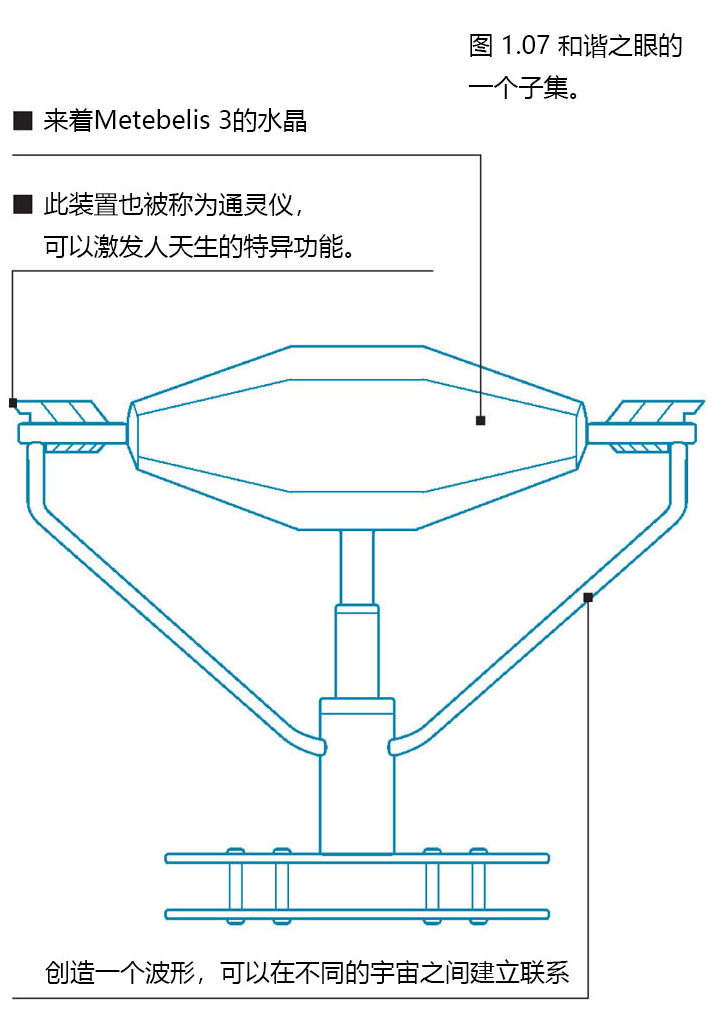 图 1.07 和谐之眼的
一个子集。
■ 来着Metebelis 3的水晶
■ 此装置也被称为通灵仪，
可以激发人天生的特异功能。
创造一个波形，可以在不同的宇宙之间建立联系